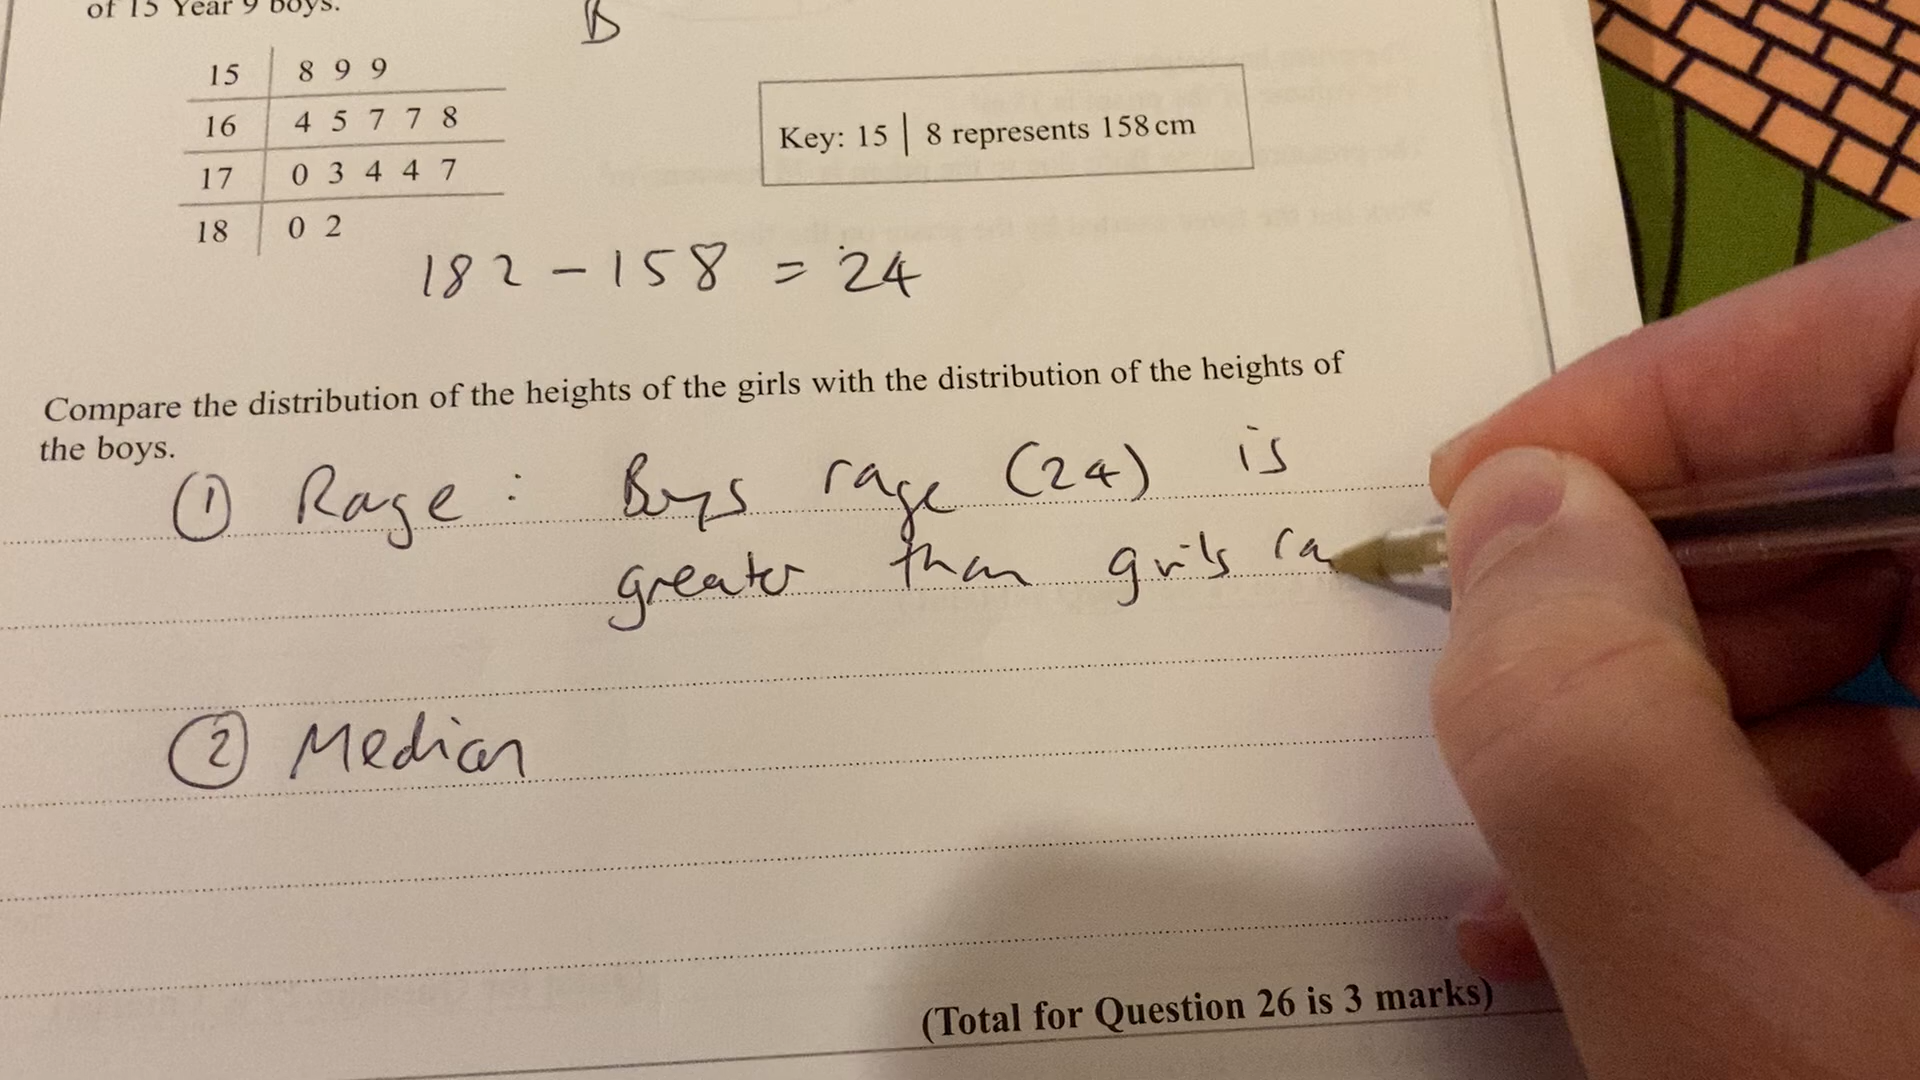 of 15 Year 9 boys.
B
15 | 8 9 9
16 | 4 5 7 7 8
17 | 0 3 4 4 7
18 | 0 2
Key: 15 | 8 represents 158 cm
182 - 158 = 24
Compare the distribution of the heights of the girls with the distribution of the heights of
the boys.
① Rage : Boys rage (24) is
greater than girls ra
② Median
(Total for Question 26 is 3 marks)